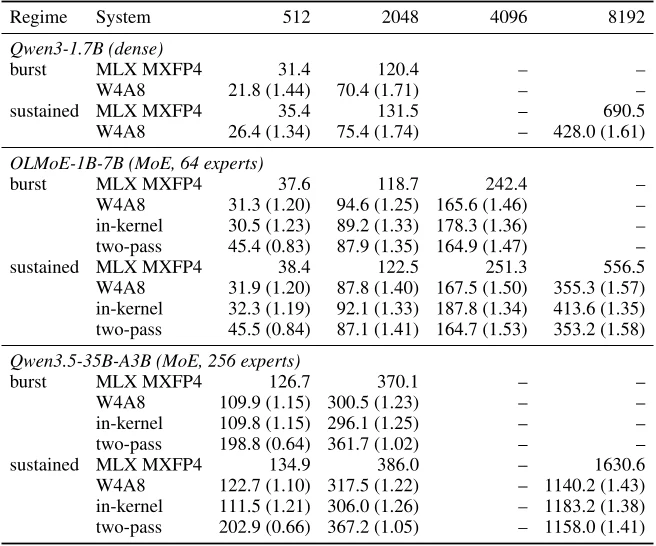 Regime System 512 2048 4096 8192
Qwen3-1.7B (dense)
burst MLX MXFP4 31.4 120.4 – –
W4A8 21.8 (1.44) 70.4 (1.71) – –
sustained MLX MXFP4 35.4 131.5 – 690.5
W4A8 26.4 (1.34) 75.4 (1.74) – 428.0 (1.61)
OLMoE-1B-7B (MoE, 64 experts)
burst MLX MXFP4 37.6 118.7 242.4 –
W4A8 31.3 (1.20) 94.6 (1.25) 165.6 (1.46) –
in-kernel 30.5 (1.23) 89.2 (1.33) 178.3 (1.36) –
two-pass 45.4 (0.83) 87.9 (1.35) 164.9 (1.47) –
sustained MLX MXFP4 38.4 122.5 251.3 556.5
W4A8 31.9 (1.20) 87.8 (1.40) 167.5 (1.50) 355.3 (1.57)
in-kernel 32.3 (1.19) 92.1 (1.33) 187.8 (1.34) 413.6 (1.35)
two-pass 45.5 (0.84) 87.1 (1.41) 164.7 (1.53) 353.2 (1.58)
Qwen3.5-35B-A3B (MoE, 256 experts)
burst MLX MXFP4 126.7 370.1 – –
W4A8 109.9 (1.15) 300.5 (1.23) – –
in-kernel 109.8 (1.15) 296.1 (1.25) – –
two-pass 198.8 (0.64) 361.7 (1.02) – –
sustained MLX MXFP4 134.9 386.0 – 1630.6
W4A8 122.7 (1.10) 317.5 (1.22) – 1140.2 (1.43)
in-kernel 111.5 (1.21) 306.0 (1.26) – 1183.2 (1.38)
two-pass 202.9 (0.66) 367.2 (1.05) – 1158.0 (1.41)